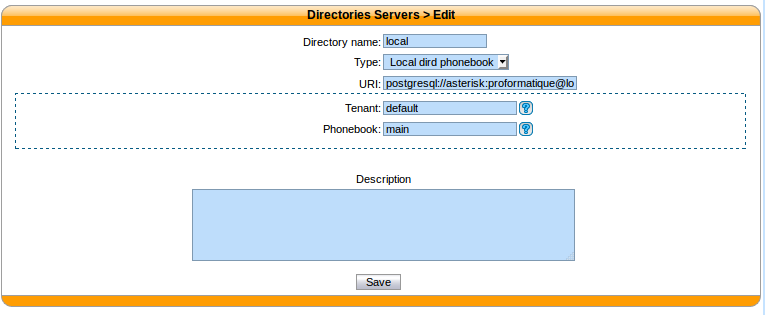 Directories Servers > Edit
Directory name: local
Type: Local dird phonebook
URI: postgresql://asterisk:proformatique@lo
Tenant: default ?
Phonebook: main ?
Description
Save